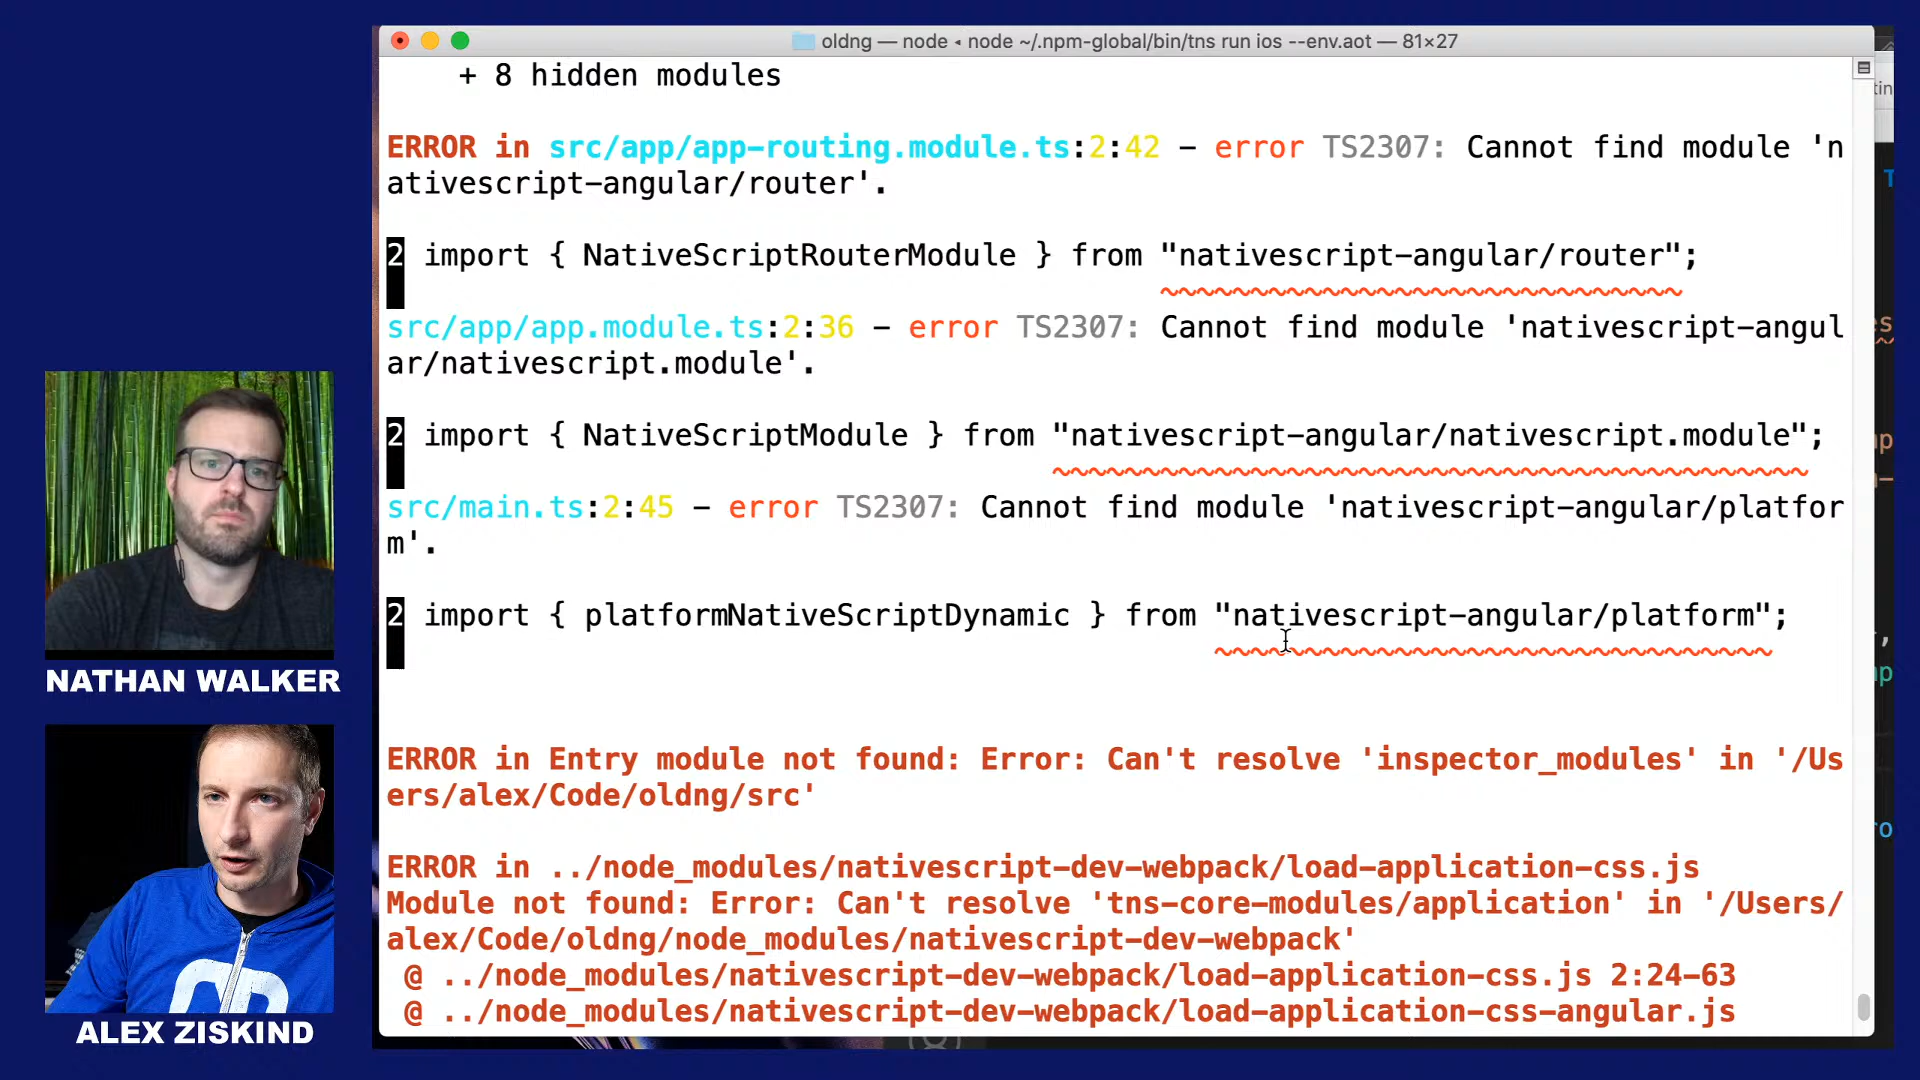 oldng — node ◂ node ~/.npm-global/bin/tns run ios --env.aot — 81×27
+ 8 hidden modules
ERROR in src/app/app-routing.module.ts:2:42 - error TS2307: Cannot find module 'n
ativescript-angular/router'.
2 import { NativeScriptRouterModule } from "nativescript-angular/router";
src/app/app.module.ts:2:36 - error TS2307: Cannot find module 'nativescript-angul
ar/nativescript.module'.
2 import { NativeScriptModule } from "nativescript-angular/nativescript.module";
src/main.ts:2:45 - error TS2307: Cannot find module 'nativescript-angular/platfor
m'.
2 import { platformNativeScriptDynamic } from "nativescript-angular/platform";
ERROR in Entry module not found: Error: Can't resolve 'inspector_modules' in '/Us
ers/alex/Code/oldng/src'
ERROR in ../node_modules/nativescript-dev-webpack/load-application-css.js
Module not found: Error: Can't resolve 'tns-core-modules/application' in '/Users/
alex/Code/oldng/node_modules/nativescript-dev-webpack'
@ ../node_modules/nativescript-dev-webpack/load-application-css.js 2:24-63
@ ../node_modules/nativescript-dev-webpack/load-application-css-angular.js
NATHAN WALKER
ALEX ZISKIND